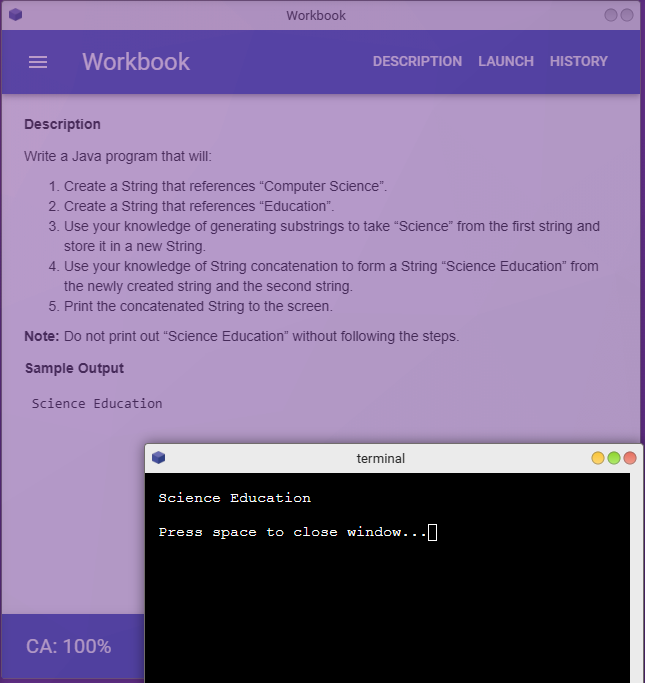 Workbook
Workbook
DESCRIPTION LAUNCH HISTORY
Description
Write a Java program that will:
1. Create a String that references “Computer Science”.
2. Create a String that references “Education”.
3. Use your knowledge of generating substrings to take “Science” from the first string and
store it in a new String.
4. Use your knowledge of String concatenation to form a String “Science Education” from
the newly created string and the second string.
5. Print the concatenated String to the screen.
Note: Do not print out “Science Education” without following the steps.
Sample Output
Science Education
terminal
Science Education
Press space to close window...
CA: 100%